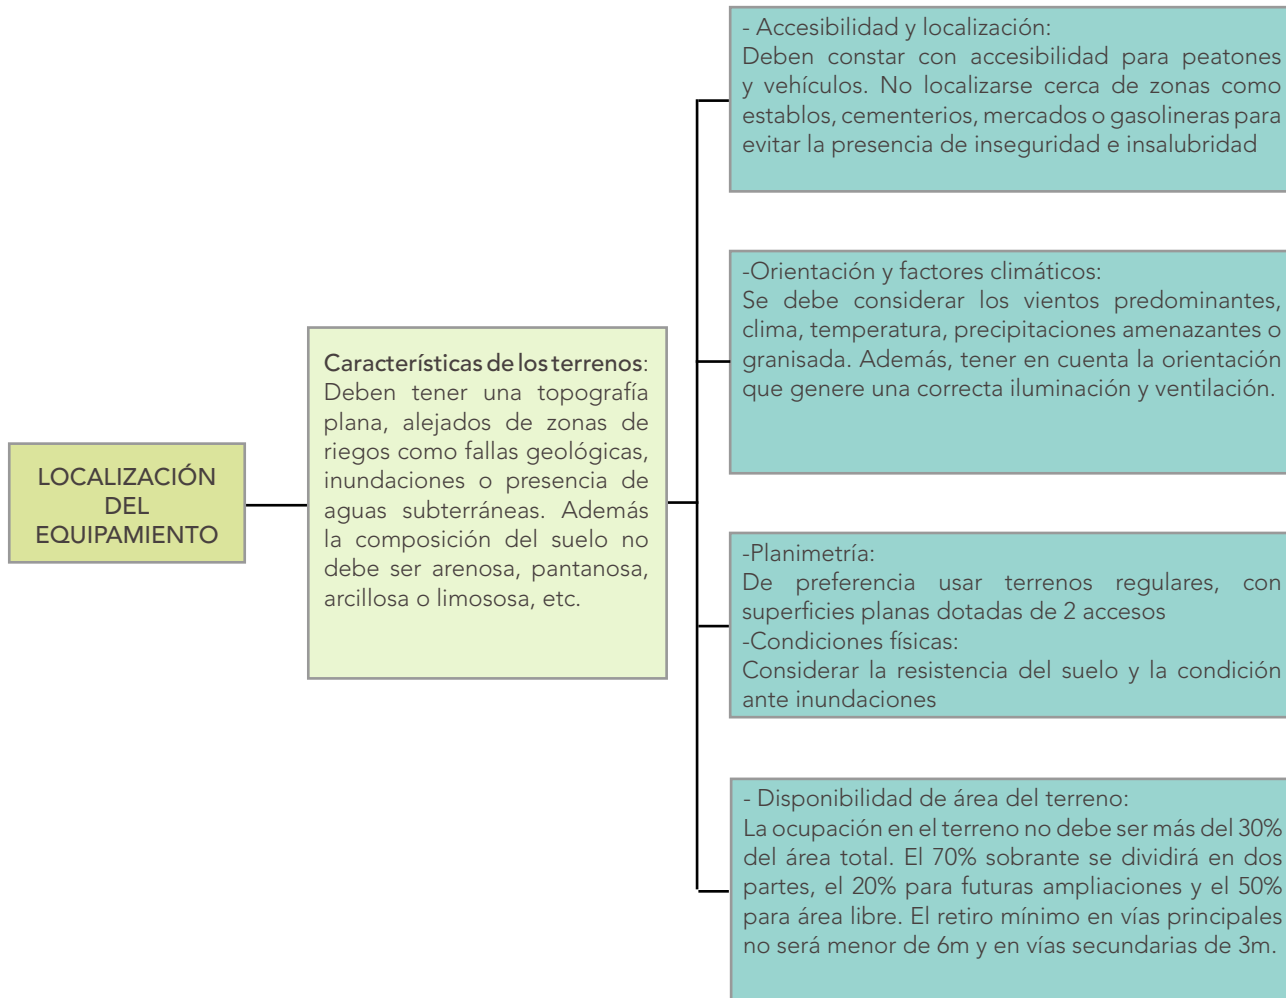 LOCALIZACIÓN
DEL
EQUIPAMIENTO
Características de los terrenos:
Deben tener una topografía
plana, alejados de zonas de
riegos como fallas geológicas,
inundaciones o presencia de
aguas subterráneas. Además
la composición del suelo no
debe ser arenosa, pantanosa,
arcillosa o limososa, etc.
- Accesibilidad y localización:
Deben constar con accesibilidad para peatones
y vehículos. No localizarse cerca de zonas como
establos, cementerios, mercados o gasolineras para
evitar la presencia de inseguridad e insalubridad
-Orientación y factores climáticos:
Se debe considerar los vientos predominantes,
clima, temperatura, precipitaciones amenazantes o
granisada. Además, tener en cuenta la orientación
que genere una correcta iluminación y ventilación.
-Planimetría:
De preferencia usar terrenos regulares, con
superficies planas dotadas de 2 accesos
-Condiciones físicas:
Considerar la resistencia del suelo y la condición
ante inundaciones
- Disponibilidad de área del terreno:
La ocupación en el terreno no debe ser más del 30%
del área total. El 70% sobrante se dividirá en dos
partes, el 20% para futuras ampliaciones y el 50%
para área libre. El retiro mínimo en vías principales
no será menor de 6m y en vías secundarias de 3m.